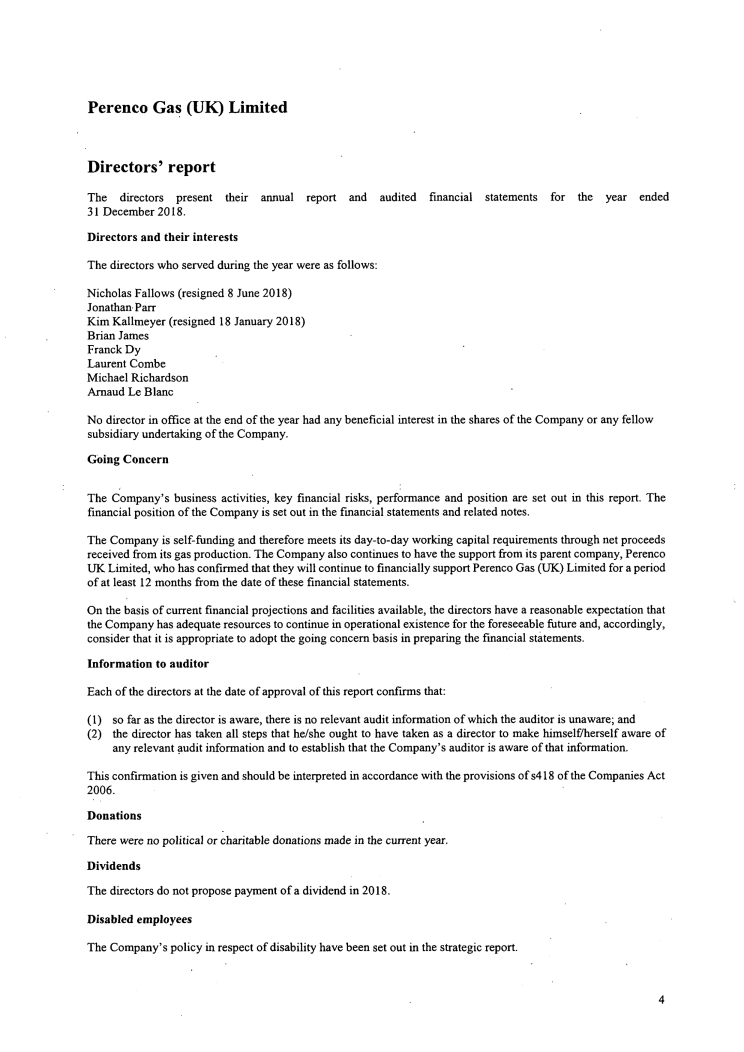 Perenco Gas (UK) Limited
Directors' report
The directors present their annual report and audited financial statements for the year ended
31 December 2018.
Directors and their interests
The directors who served during the year were as follows:
Nicholas Fallows (resigned 8 June 2018)
Jonathan Parr
Kim Kallmeyer (resigned 18 January 2018)
Brian James
Franck Dy
Laurent Combe
Michael Richardson
Arnaud Le Blanc
No director in office at the end of the year had any beneficial interest in the shares of the Company or any fellow
subsidiary undertaking of the Company.
Going Concern
The Company's business activities, key financial risks, performance and position are set out in this report. The
financial position of the Company is set out in the financial statements and related notes.
The Company is self-funding and therefore meets its day-to-day working capital requirements through net proceeds
received from its gas production. The Company also continues to have the support from its parent company, Perenco
UK Limited, who has confirmed that they will continue to financially support Perenco Gas (UK) Limited for a period
of at least 12 months from the date of these financial statements.
On the basis of current financial projections and facilities available, the directors have a reasonable expectation that
the Company has adequate resources to continue in operational existence for the foreseeable future and, accordingly,
consider that it is appropriate to adopt the going concern basis in preparing the financial statements.
Information to auditor
Each of the directors at the date of approval of this report confirms that:
(1) so far as the director is aware, there is no relevant audit information of which the auditor is unaware; and
(2) the director has taken all steps that he/she ought to have taken as a director to make himself/herself aware of
any relevant audit information and to establish that the Company's auditor is aware of that information.
This confirmation is given and should be interpreted in accordance with the provisions of s418 of the Companies Act
2006.
Donations
There were no political or charitable donations made in the current year.
Dividends
The directors do not propose payment of a dividend in 2018.
Disabled employees
The Company's policy in respect of disability have been set out in the strategic report.
4